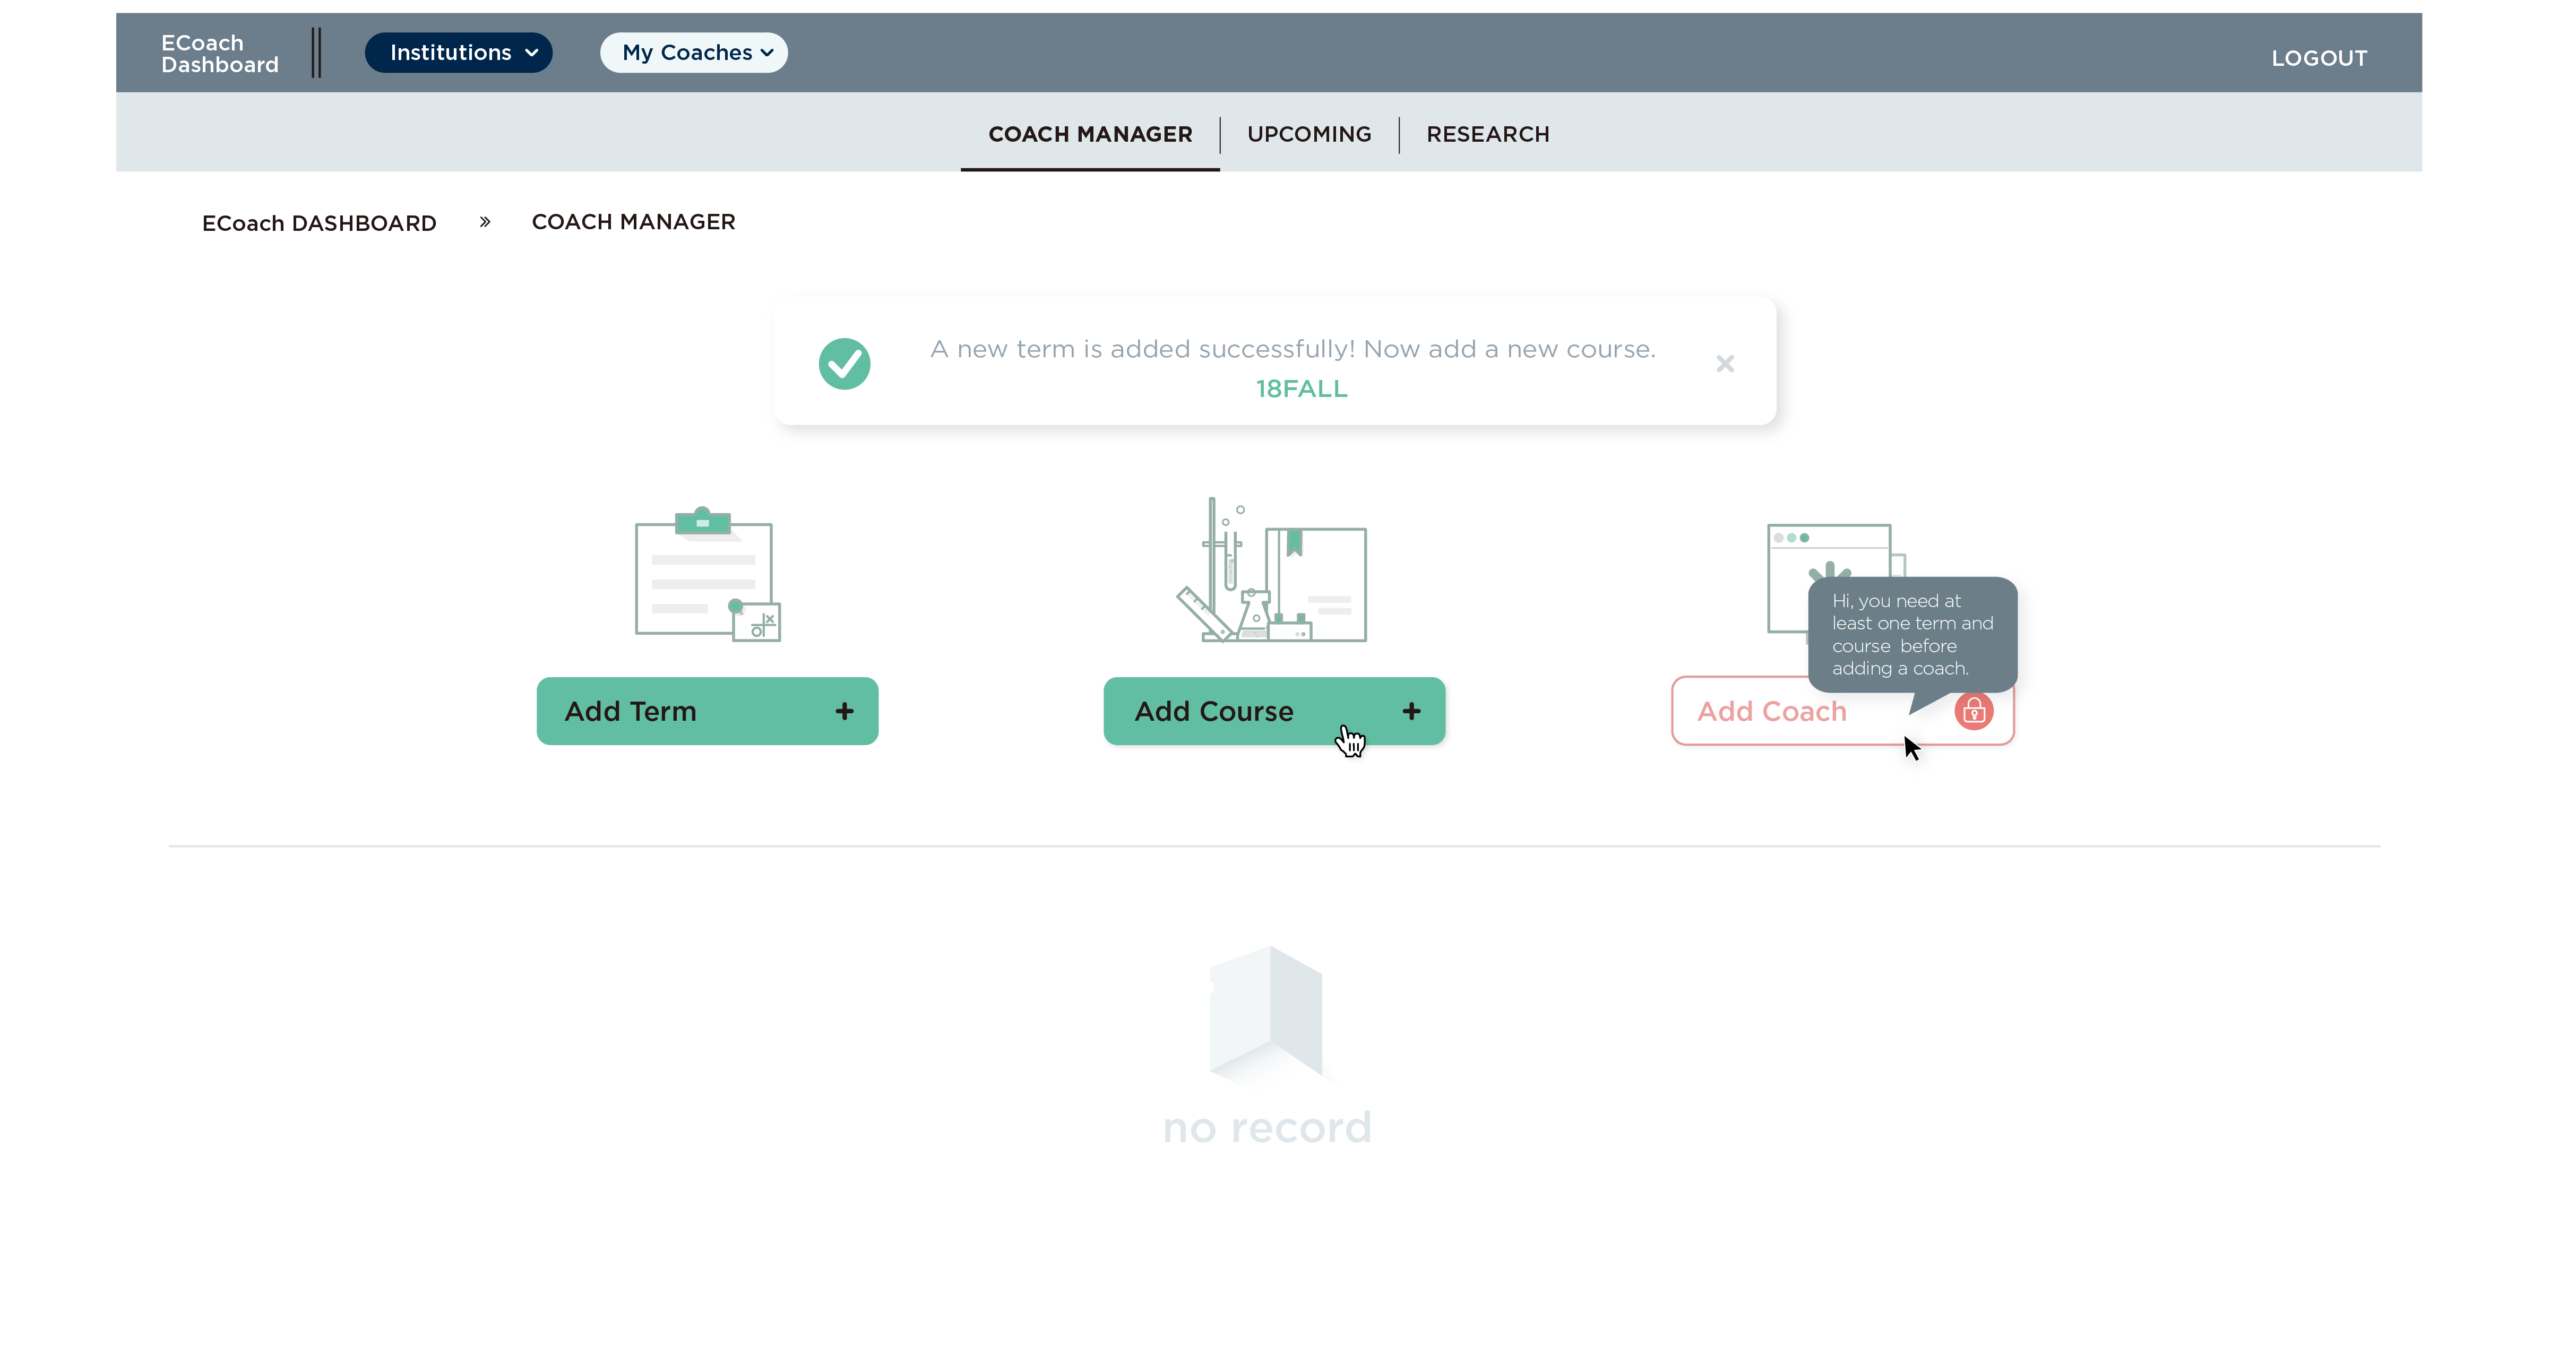 ECoach
Dashboard
Institutions
My Coaches
LOGOUT
COACH MANAGER
UPCOMING
RESEARCH
ECoach DASHBOARD » COACH MANAGER
A new term is added successfully! Now add a new course.
18FALL
Hi, you need at
least one term and
course before
adding a coach.
Add Term +
Add Course +
Add Coach
no record